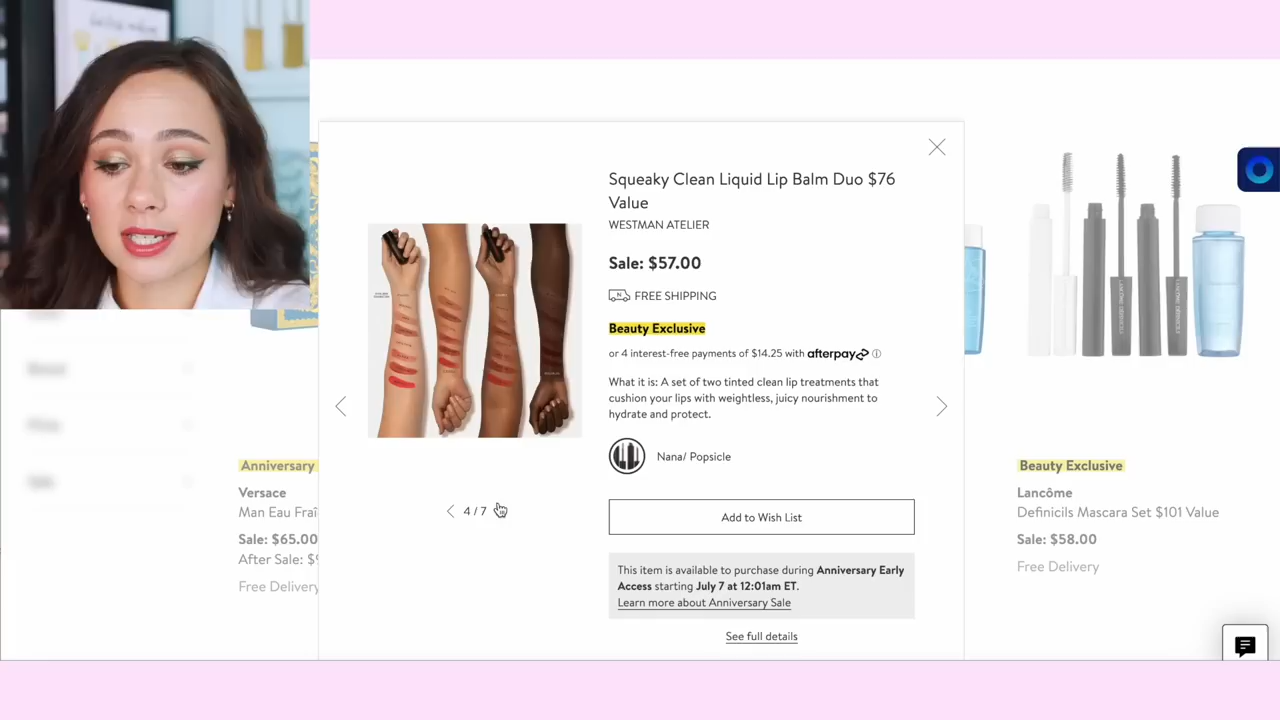 Squeaky Clean Liquid Lip Balm Duo $76
Value
WESTMAN ATELIER
Sale: $57.00
FREE SHIPPING
Beauty Exclusive
or 4 interest-free payments of $14.25 with afterpay
What it is: A set of two tinted clean lip treatments that
cushion your lips with weightless, juicy nourishment to
hydrate and protect.
Nana/ Popsicle
4 / 7
Add to Wish List
This item is available to purchase during Anniversary Early
Access starting July 7 at 12:01am ET.
Learn more about Anniversary Sale
See full details
Anniversary
Versace
Man Eau Fraî
Sale: $65.00
After Sale: $9
Free Delivery
Beauty Exclusive
Lancôme
Definicils Mascara Set $101 Value
Sale: $58.00
Free Delivery